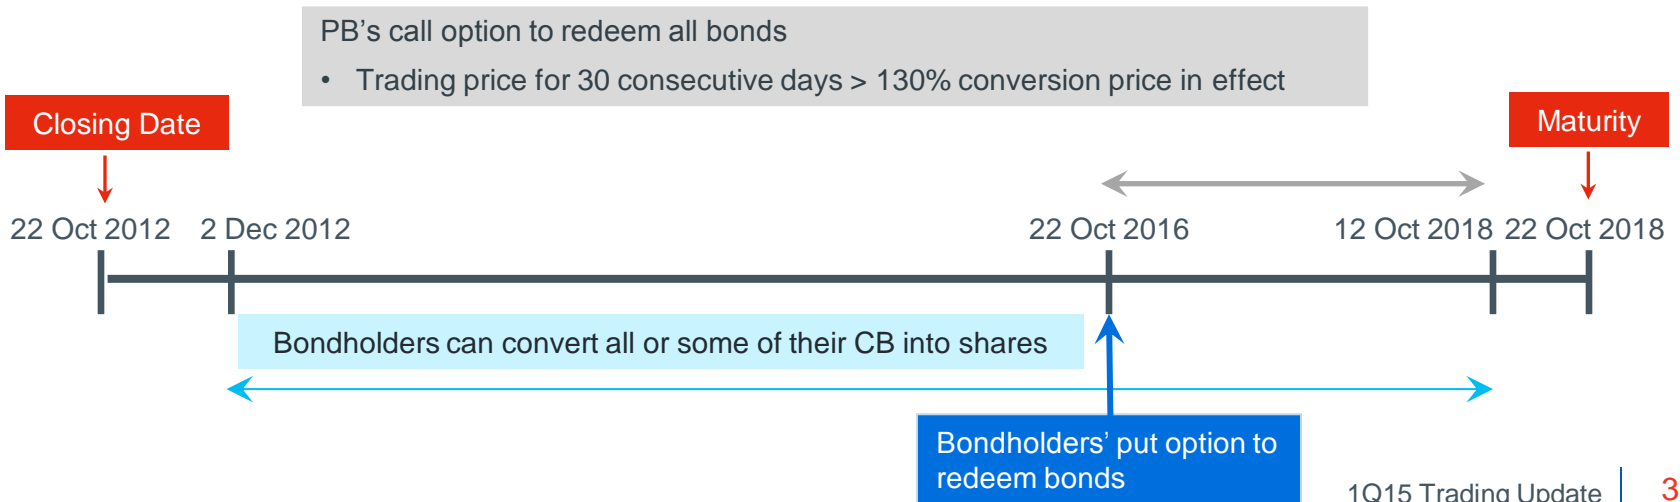 PB's call option to redeem all bonds
• Trading price for 30 consecutive days > 130% conversion price in effect
Closing Date
Maturity
22 Oct 2012
2 Dec 2012
22 Oct 2016
12 Oct 2018
22 Oct 2018
Bondholders can convert all or some of their CB into shares
Bondholders' put option to
redeem bonds
1Q15 Trading Update
3